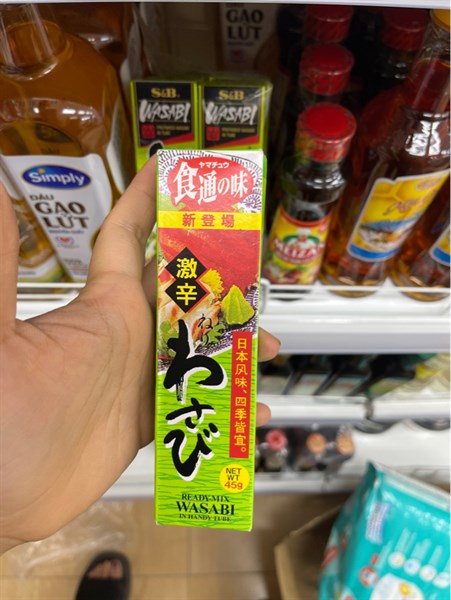 GẠO
LỨT
S&B
WASABI
S&B
WASABI
Simply
DẦU
GẠO
LỨT
ヤマチュウ
食通の味
新登場
激辛
ねり
わさび
日本风味、四季皆宜。
NET
WT
45g
READY-MIX
WASABI
IN HANDY TUBE